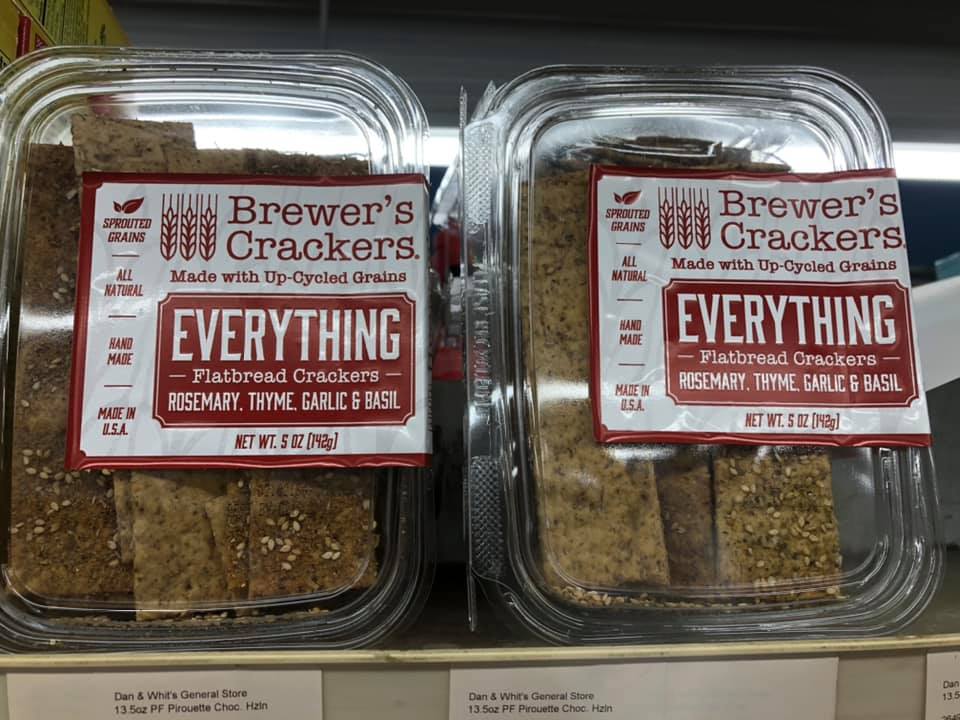 SPROUTED
GRAINS
ALL
NATURAL
HAND
MADE
MADE IN
U.S.A.
Brewer's
Crackers®
Made with Up-Cycled Grains
EVERYTHING
Flatbread Crackers
ROSEMARY, THYME, GARLIC & BASIL
NET WT. 5 OZ (142g)
SPROUTED
GRAINS
ALL
NATURAL
HAND
MADE
MADE IN
U.S.A.
Brewer's
Crackers®
Made with Up-Cycled Grains
EVERYTHING
Flatbread Crackers
ROSEMARY, THYME, GARLIC & BASIL
NET WT. 5 OZ (142g)
Dan & Whit's General Store
13.5oz PF Pirouette Choc. Hzln
Dan & Whit's General Store
13.5oz PF Pirouette Choc. Hzln
Dan
13.5